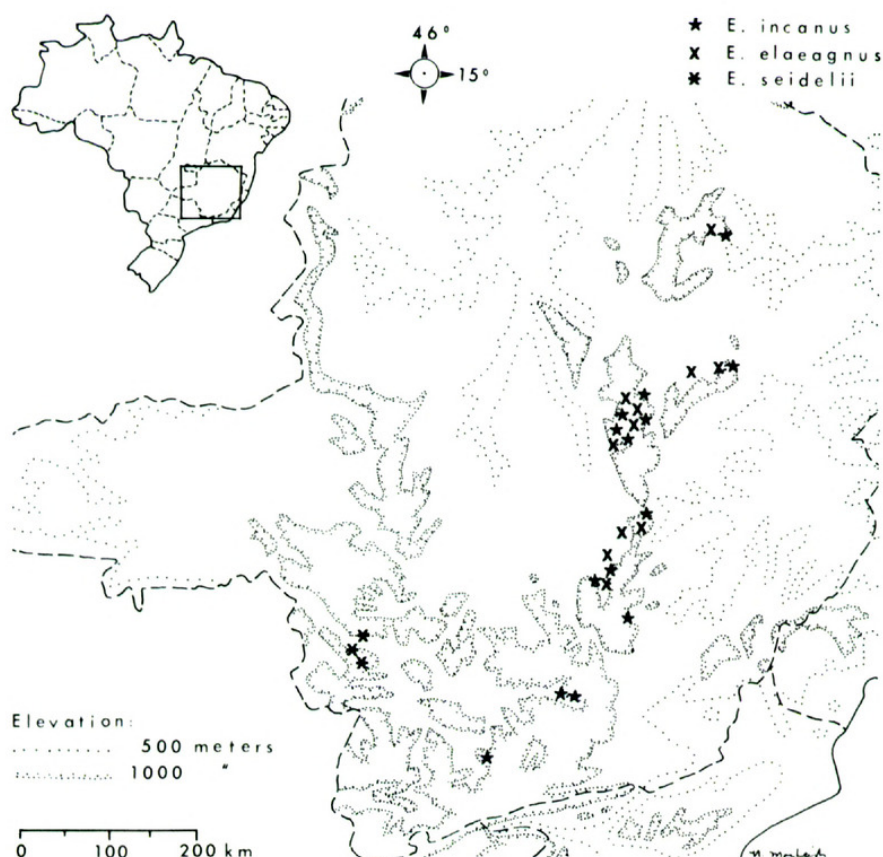 46°
15°
E. incanus
E. elaeagnus
E. seidelii
Elevation:
500 meters
1000 "
0 100 200 km